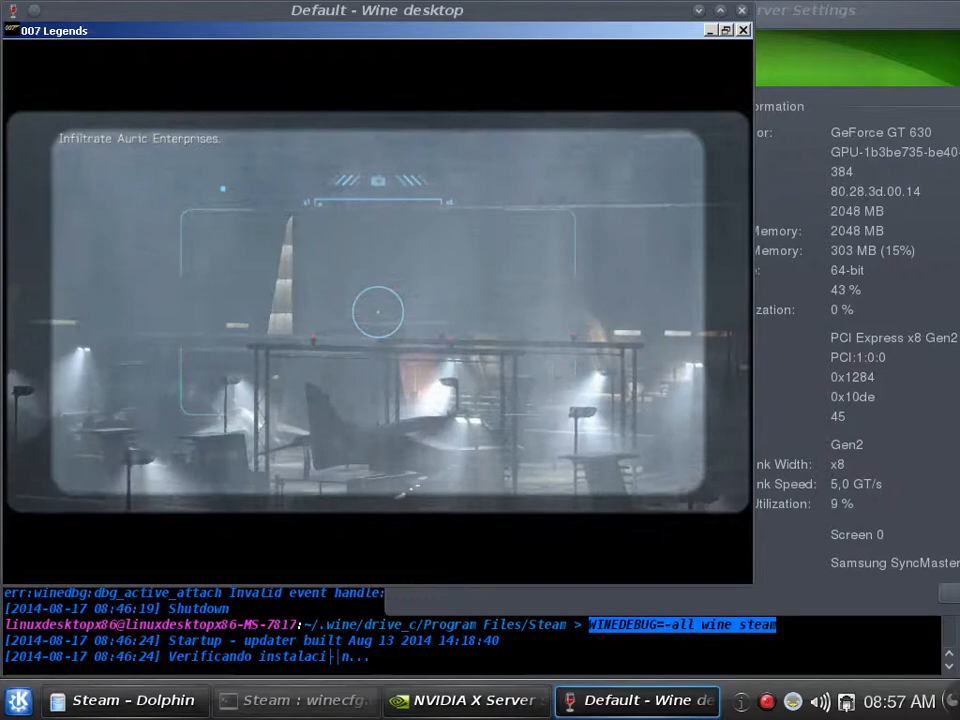 Default - Wine desktop
rver Settings
007 Legends
Infiltrate Auric Enterprises.
x1
x4
ormation
or:
GeForce GT 630
GPU-1b3be735-be40-
384
80.28.3d.00.14
2048 MB
Memory:
2048 MB
Memory:
303 MB (15%)
e:
64-bit
43 %
ization:
0 %
PCI Express x8 Gen2
PCI:1:0:0
0x1284
0x10de
45
Gen2
nk Width:
x8
nk Speed:
5,0 GT/s
Utilization:
9 %
Screen 0
Samsung SyncMaster
err:winedbg:dbg_active_attach Invalid event handle:
[2014-08-17 08:46:19] Shutdown
linuxdesktopx86@linuxdesktopx86-MS-7817:~/.wine/drive_c/Program Files/Steam > WINEDEBUG=-all wine steam
[2014-08-17 08:46:24] Startup - updater built Aug 13 2014 14:18:40
[2014-08-17 08:46:24] Verificando instalaci├│n...
Steam - Dolphin
Steam : winecfg
NVIDIA X Server
Default - Wine de
08:57 AM